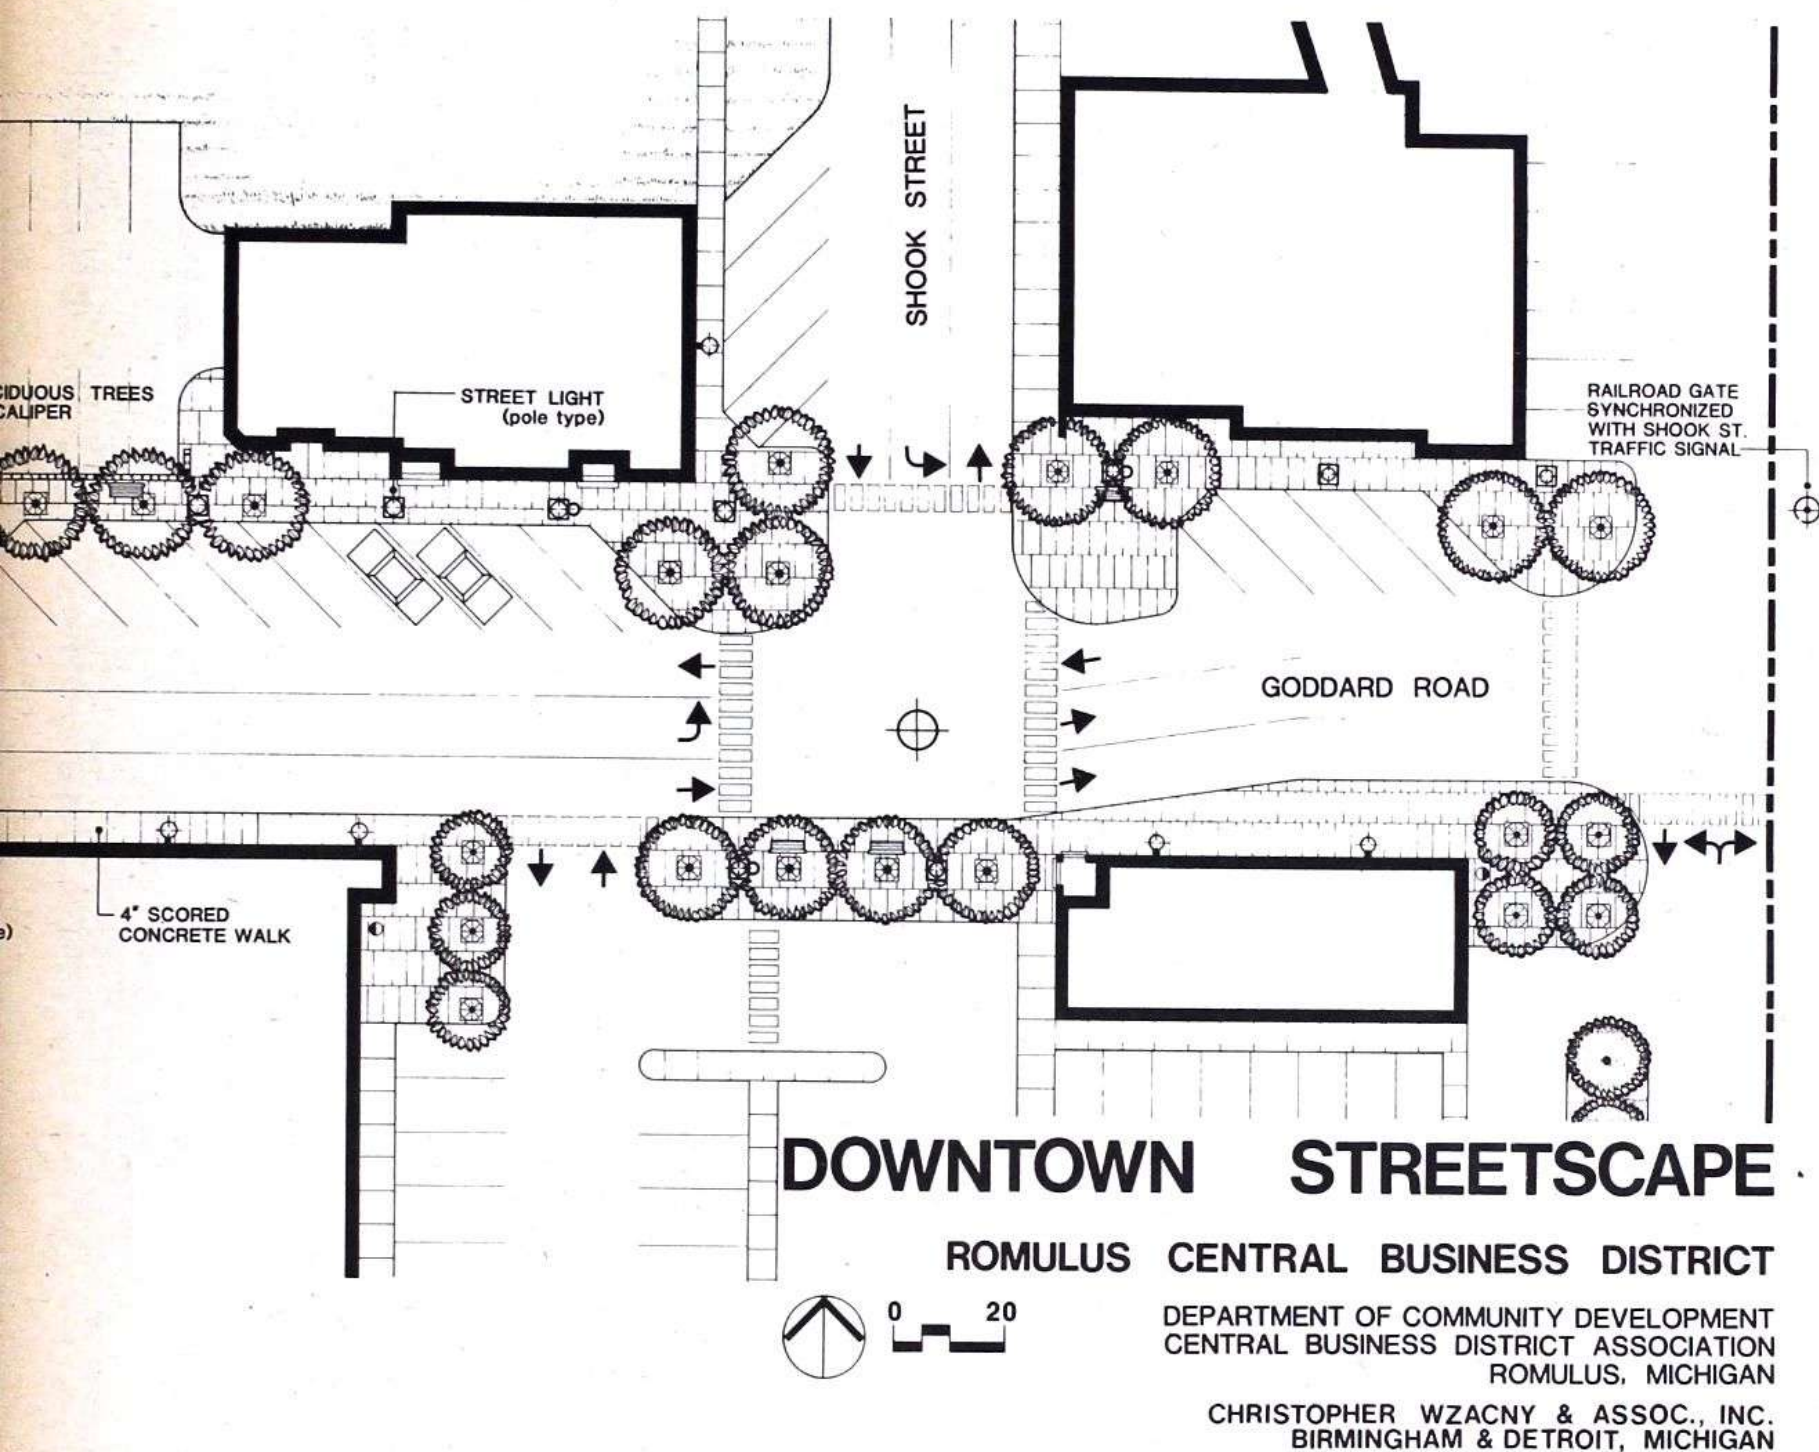 SHOOK STREET
CIDUOUS TREES
CALIPER
STREET LIGHT
(pole type)
RAILROAD GATE
SYNCHRONIZED
WITH SHOOK ST.
TRAFFIC SIGNAL
GODDARD ROAD
4" SCORED
CONCRETE WALK
e)
DOWNTOWN STREETSCAPE
ROMULUS CENTRAL BUSINESS DISTRICT
0 20
DEPARTMENT OF COMMUNITY DEVELOPMENT
CENTRAL BUSINESS DISTRICT ASSOCIATION
ROMULUS, MICHIGAN
CHRISTOPHER WZACNY & ASSOC., INC.
BIRMINGHAM & DETROIT, MICHIGAN